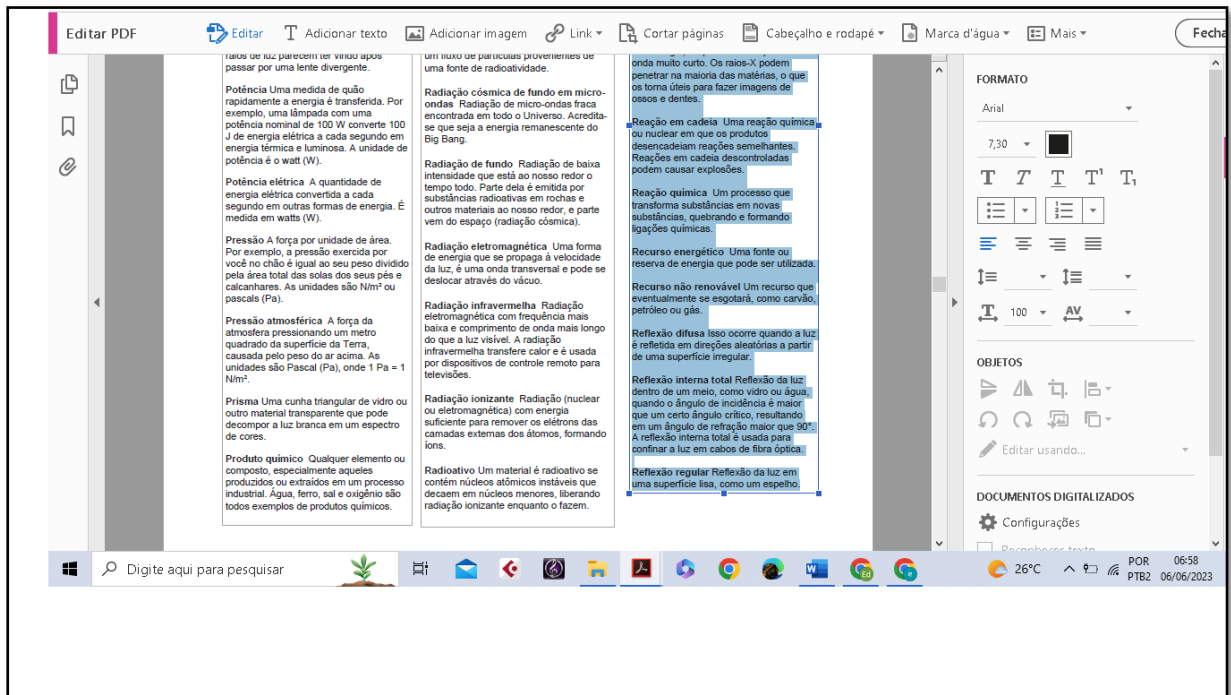 Editar PDF
Editar
Adicionar texto
Adicionar imagem
Link
Cortar páginas
Cabeçalho e rodapé
Marca d'água
Mais
Fecha
raios de luz parecem ter vindo após
passar por uma lente divergente.
Potência Uma medida de quão
rapidamente a energia é transferida. Por
exemplo, uma lâmpada com uma
potência nominal de 100 W converte 100
J de energia elétrica a cada segundo em
energia térmica e luminosa. A unidade de
potência é o watt (W).
Potência elétrica A quantidade de
energia elétrica convertida a cada
segundo em outras formas de energia. É
medida em watts (W).
Pressão A força por unidade de área.
Por exemplo, a pressão exercida por
você no chão é igual ao seu peso dividido
pela área total das solas dos seus pés e
calcanhares. As unidades são N/m² ou
pascals (Pa).
Pressão atmosférica A força da
atmosfera pressionando um metro
quadrado da superfície da Terra,
causada pelo peso do ar acima. As
unidades são Pascal (Pa), onde 1 Pa = 1
N/m².
Prisma Uma cunha triangular de vidro ou
outro material transparente que pode
decompor a luz branca em um espectro
de cores.
Produto químico Qualquer elemento ou
composto, especialmente aqueles
produzidos ou extraídos em um processo
industrial. Água, ferro, sal e oxigênio são
todos exemplos de produtos químicos.
um fluxo de partículas provenientes de
uma fonte de radioatividade.
Radiação cósmica de fundo em micro-
ondas Radiação de micro-ondas fraca
encontrada em todo o Universo. Acredita-
se que seja a energia remanescente do
Big Bang.
Radiação de fundo Radiação de baixa
intensidade que está ao nosso redor o
tempo todo. Parte dela é emitida por
substâncias radioativas em rochas e
outros materiais ao nosso redor, e parte
vem do espaço (radiação cósmica).
Radiação eletromagnética Uma forma
de energia que se propaga à velocidade
da luz, é uma onda transversal e pode se
deslocar através do vácuo.
Radiação infravermelha Radiação
eletromagnética com frequência mais
baixa e comprimento de onda mais longo
do que a luz visível. A radiação
infravermelha transfere calor e é usada
por dispositivos de controle remoto para
televisões.
Radiação ionizante Radiação (nuclear
ou eletromagnética) com energia
suficiente para remover os elétrons das
camadas externas dos átomos, formando
íons.
Radioativo Um material é radioativo se
contém núcleos atômicos instáveis que
decaem em núcleos menores, liberando
radiação ionizante enquanto o fazem.
onda muito curto. Os raios-X podem
penetrar na maioria das matérias, o que
os torna úteis para fazer imagens de
ossos e dentes.
Reação em cadeia Uma reação química
ou nuclear em que os produtos
desencadeiam reações semelhantes.
Reações em cadeia descontroladas
podem causar explosões.
Reação química Um processo que
transforma substâncias em novas
substâncias, quebrando e formando
ligações químicas.
Recurso energético Uma fonte ou
reserva de energia que pode ser utilizada.
Recurso não renovável Um recurso que
eventualmente se esgotará, como carvão,
petróleo ou gás.
Reflexão difusa Isso ocorre quando a luz
é refletida em direções aleatórias a partir
de uma superfície irregular.
Reflexão interna total Reflexão da luz
dentro de um meio, como vidro ou água,
quando o ângulo de incidência é maior
que um certo ângulo crítico, resultando
em um ângulo de refração maior que 90°.
A reflexão interna total é usada para
confinar a luz em cabos de fibra óptica.
Reflexão regular Reflexão da luz em
uma superfície lisa, como um espelho.
FORMATO
Arial
7,30
T T T T¹ T₁
100 AV
OBJETOS
Editar usando...
DOCUMENTOS DIGITALIZADOS
Configurações
Reconhecer texto
Digite aqui para pesquisar
26°C
POR
PTB2
06:58
06/06/2023